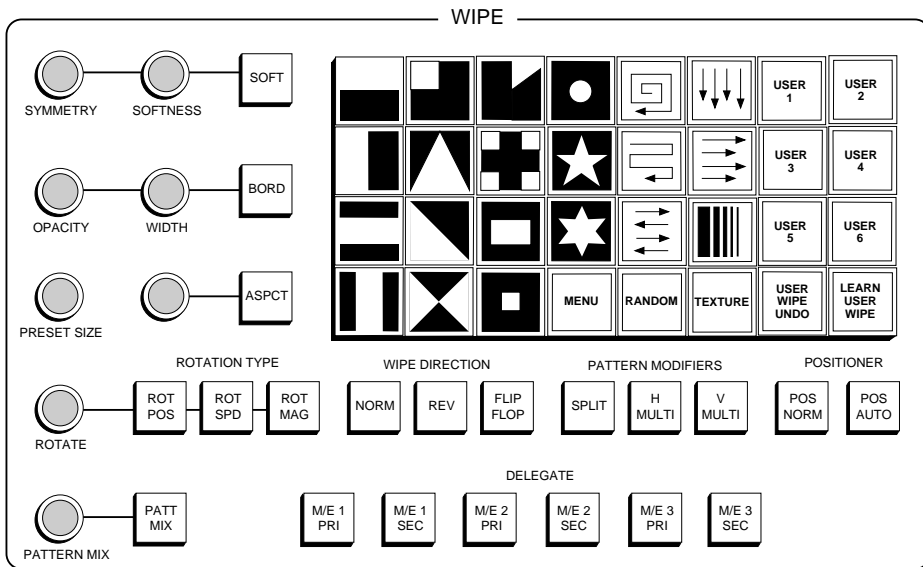 WIPE
SYMMETRY
SOFTNESS
SOFT
USER
1
USER
2
OPACITY
WIDTH
BORD
USER
3
USER
4
USER
5
USER
6
PRESET SIZE
ASPCT
MENU
RANDOM
TEXTURE
USER
WIPE
UNDO
LEARN
USER
WIPE
ROTATION TYPE
WIPE DIRECTION
PATTERN MODIFIERS
POSITIONER
ROTATE
ROT
POS
ROT
SPD
ROT
MAG
NORM
REV
FLIP
FLOP
SPLIT
H
MULTI
V
MULTI
POS
NORM
POS
AUTO
DELEGATE
PATTERN MIX
PATT
MIX
M/E 1
PRI
M/E 1
SEC
M/E 2
PRI
M/E 2
SEC
M/E 3
PRI
M/E 3
SEC